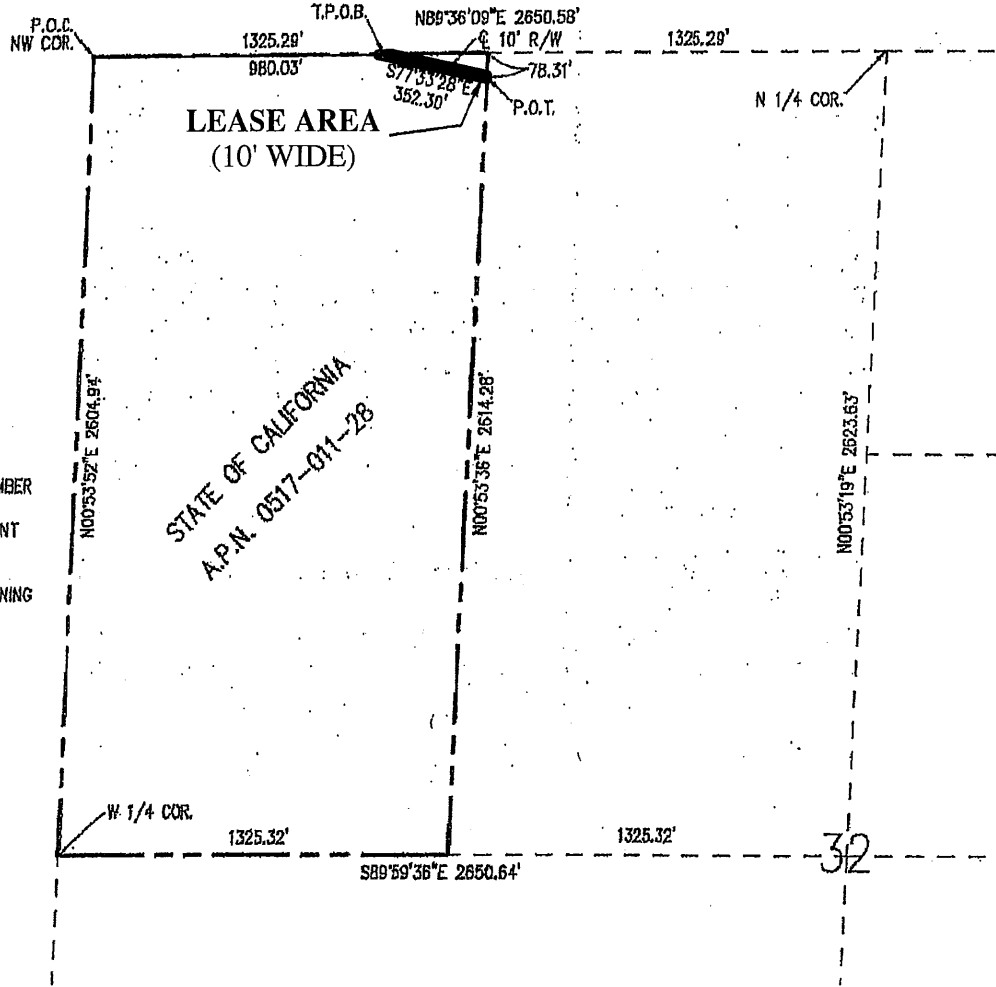 T.P.O.B.
N89°36'09"E 2650.58'
P.O.C.
NW COR.
1325.29'
℄ 10' R/W
1325.29'
980.03'
S77°33'28"E
352.30'
78.31'
P.O.T.
N 1/4 COR.
LEASE AREA
(10' WIDE)
N00°53'52"E 2604.94'
STATE OF CALIFORNIA
A.P.N. 0517-011-28
N00°53'36"E 2614.28'
N00°53'19"E 2623.63'
MBER
NT
NING
W 1/4 COR.
1325.32'
1325.32'
32
S89°59'36"E 2650.64'